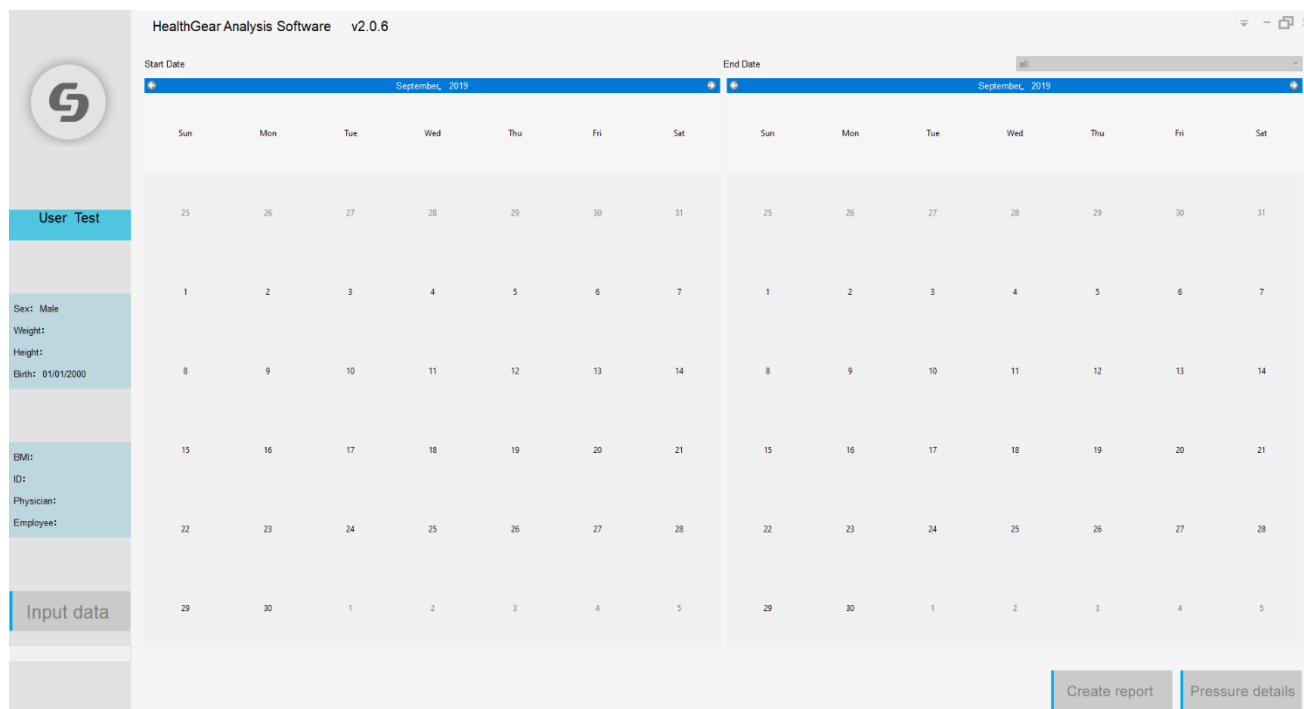 HealthGear Analysis Software v2.0.6
Start Date
End Date
all
September, 2019
September, 2019
Sun Mon Tue Wed Thu Fri Sat
Sun Mon Tue Wed Thu Fri Sat
25 26 27 28 29 30 31
25 26 27 28 29 30 31
1 2 3 4 5 6 7
1 2 3 4 5 6 7
8 9 10 11 12 13 14
8 9 10 11 12 13 14
15 16 17 18 19 20 21
15 16 17 18 19 20 21
22 23 24 25 26 27 28
22 23 24 25 26 27 28
29 30 1 2 3 4 5
29 30 1 2 3 4 5
User Test
Sex: Male
Weight:
Height:
Birth: 01/01/2000
BMI:
ID:
Physician:
Employee:
Input data
Create report
Pressure details